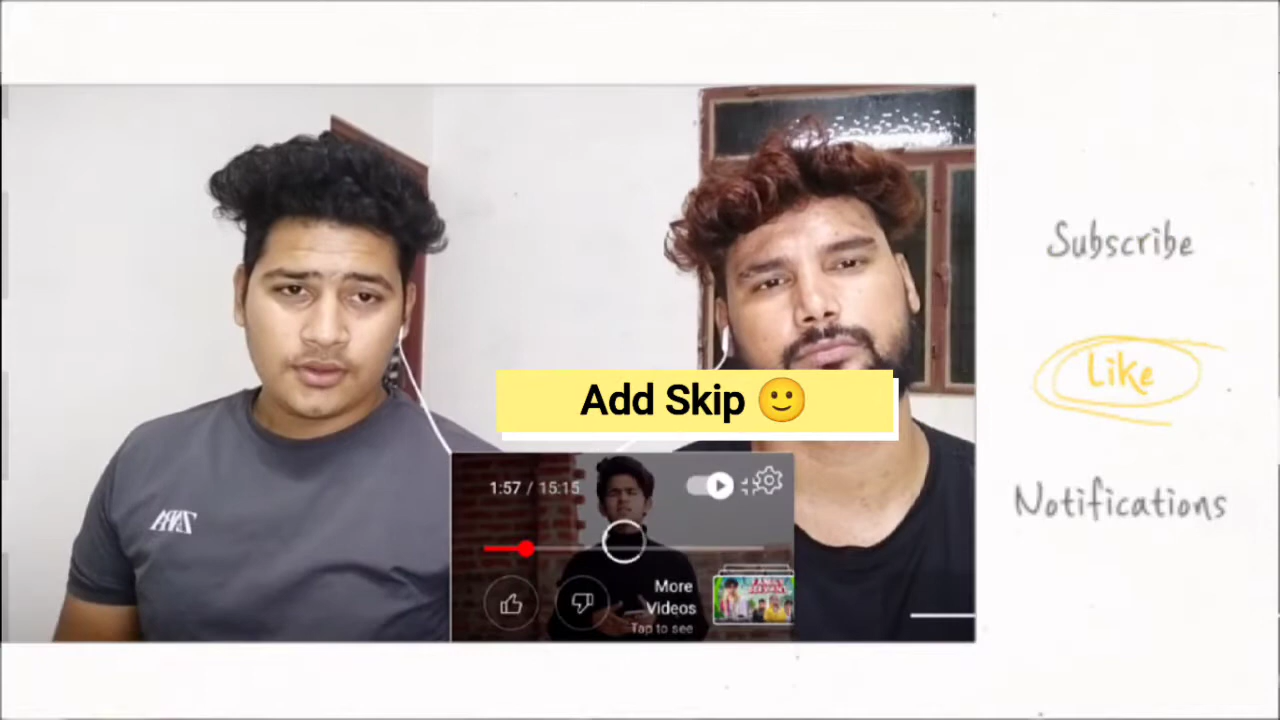 Subscribe
Like
Notifications
Add Skip 🙂
1:57 / 15:15
More
Videos
Tap to see